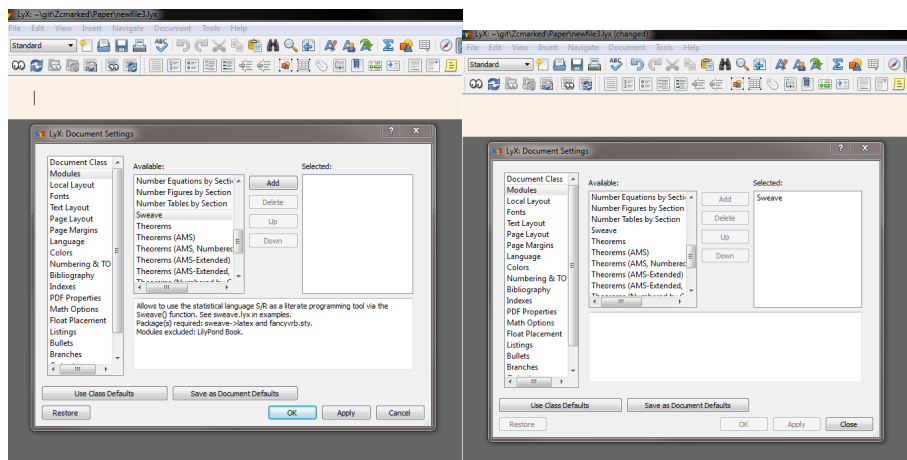 LyX: ~\git\Zcmarked\Paper\newfile3.lyx
File Edit View Insert Navigate Document Tools Help
Standard
LyX: Document Settings
Document Class
Modules
Local Layout
Fonts
Text Layout
Page Layout
Page Margins
Language
Colors
Numbering & TO
Bibliography
Indexes
PDF Properties
Math Options
Float Placement
Listings
Bullets
Branches
Available:
Number Equations by Secti
Number Figures by Section
Number Tables by Section
Sweave
Theorems
Theorems (AMS)
Theorems (AMS, Numbered
Theorems (AMS-Extended)
Theorems (AMS-Extended,
Add
Delete
Up
Down
Selected:
Allows to use the statistical language S/R as a literate programming tool via the
Sweave() function. See sweave.lyx in examples.
Package(s) required: sweave->latex and fancyvrb.sty.
Modules excluded: LilyPond Book.
Use Class Defaults Save as Document Defaults
Restore OK Apply Cancel
LyX: ~\git\Zcmarked\Paper\newfile3.lyx (changed)
File Edit View Insert Navigate Document Tools Help
Standard
LyX: Document Settings
Document Class
Modules
Local Layout
Fonts
Text Layout
Page Layout
Page Margins
Language
Colors
Numbering & TO
Bibliography
Indexes
PDF Properties
Math Options
Float Placement
Listings
Bullets
Branches
Available:
Number Equations by Secti
Number Figures by Section
Number Tables by Section
Sweave
Theorems
Theorems (AMS)
Theorems (AMS, Numbered
Theorems (AMS-Extended)
Theorems (AMS-Extended,
Add
Delete
Up
Down
Selected:
Sweave
Use Class Defaults Save as Document Defaults
Restore OK Apply Close